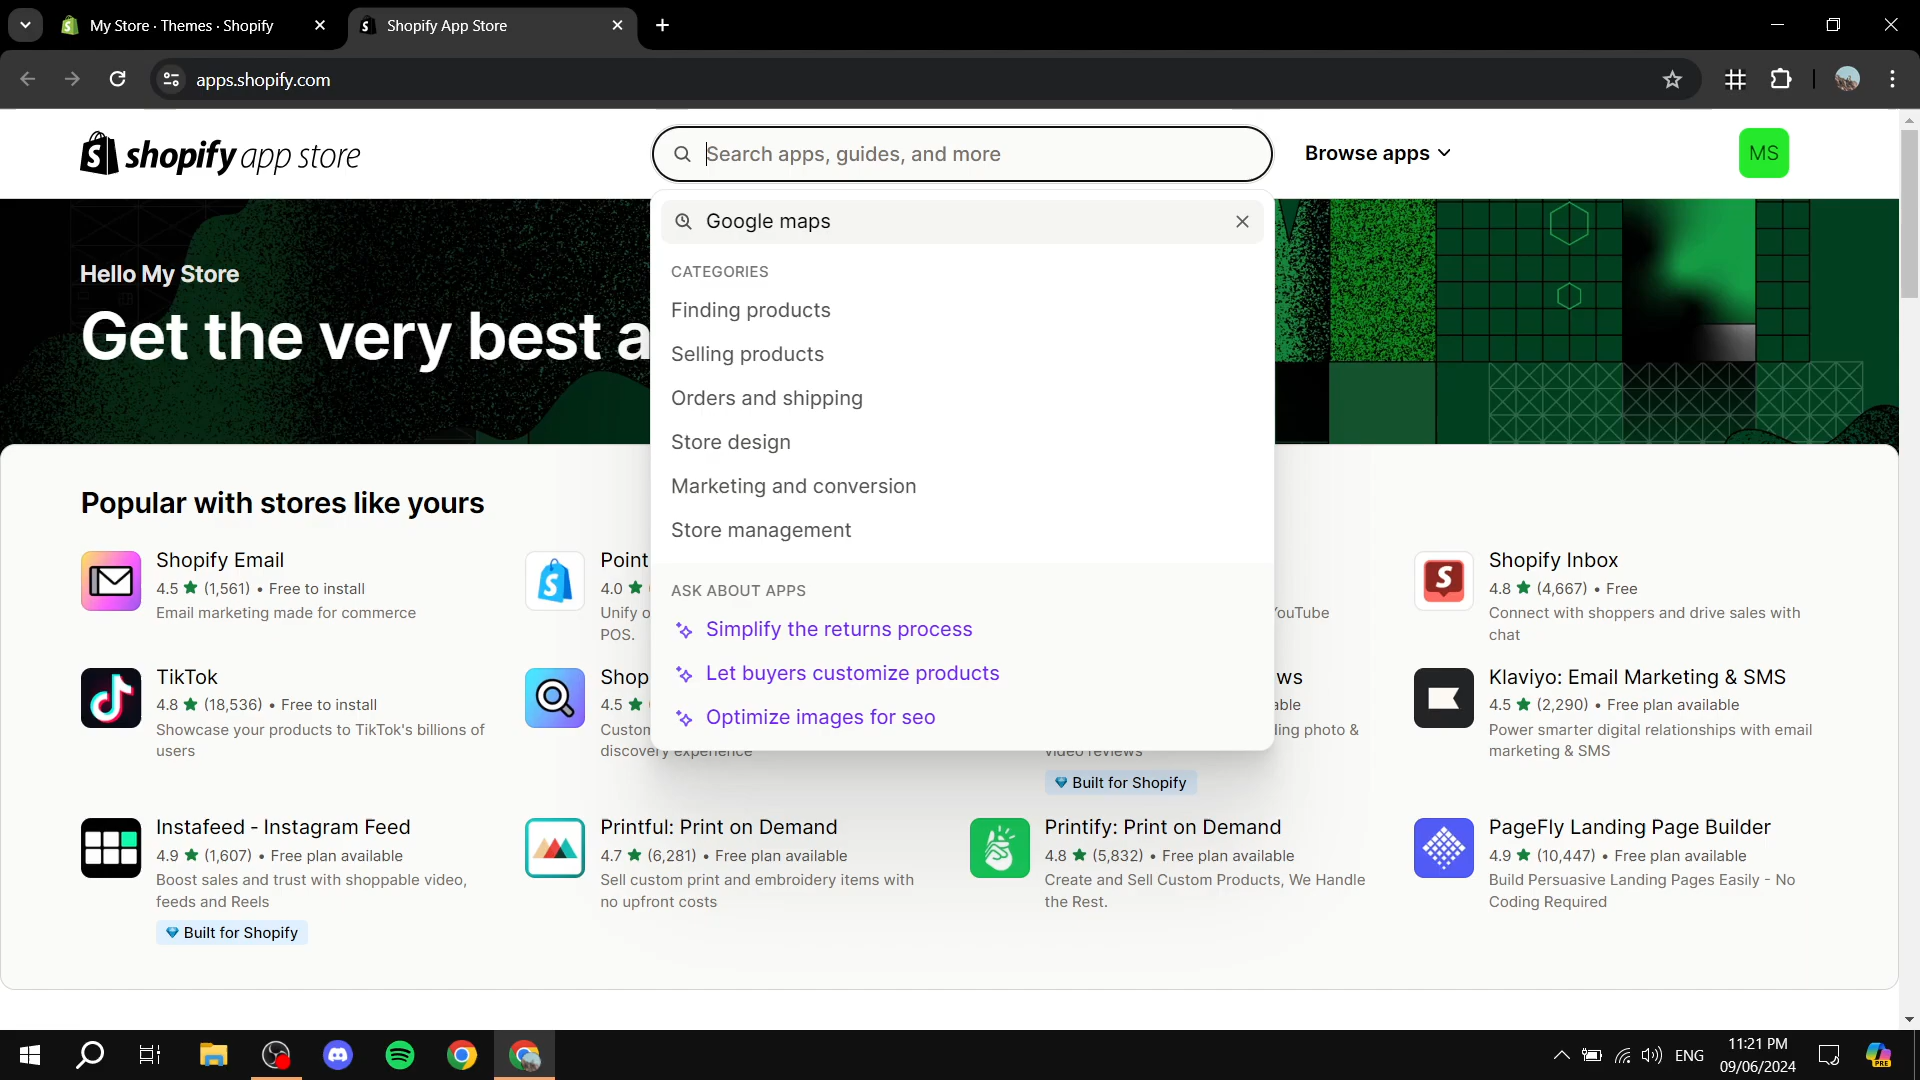 My Store · Themes · Shopify
Shopify App Store
apps.shopify.com
shopify app store
Search apps, guides, and more
Browse apps
MS
Google maps
CATEGORIES
Finding products
Selling products
Orders and shipping
Store design
Marketing and conversion
Store management
ASK ABOUT APPS
Simplify the returns process
Let buyers customize products
Optimize images for seo
Hello My Store
Get the very best a
Popular with stores like yours
Shopify Email
4.5 ★ (1,561) • Free to install
Email marketing made for commerce
Point
4.0 ★
Unify o
POS.
YouTube
Shopify Inbox
4.8 ★ (4,667) • Free
Connect with shoppers and drive sales with
chat
TikTok
4.8 ★ (18,536) • Free to install
Showcase your products to TikTok's billions of
users
Shop
4.5 ★
Custom
discovery experience
ws
able
ing photo &
video reviews
Built for Shopify
Klaviyo: Email Marketing & SMS
4.5 ★ (2,290) • Free plan available
Power smarter digital relationships with email
marketing & SMS
Instafeed - Instagram Feed
4.9 ★ (1,607) • Free plan available
Boost sales and trust with shoppable video,
feeds and Reels
Built for Shopify
Printful: Print on Demand
4.7 ★ (6,281) • Free plan available
Sell custom print and embroidery items with
no upfront costs
Printify: Print on Demand
4.8 ★ (5,832) • Free plan available
Create and Sell Custom Products, We Handle
the Rest.
PageFly Landing Page Builder
4.9 ★ (10,447) • Free plan available
Build Persuasive Landing Pages Easily - No
Coding Required
ENG
11:21 PM
09/06/2024
PRE